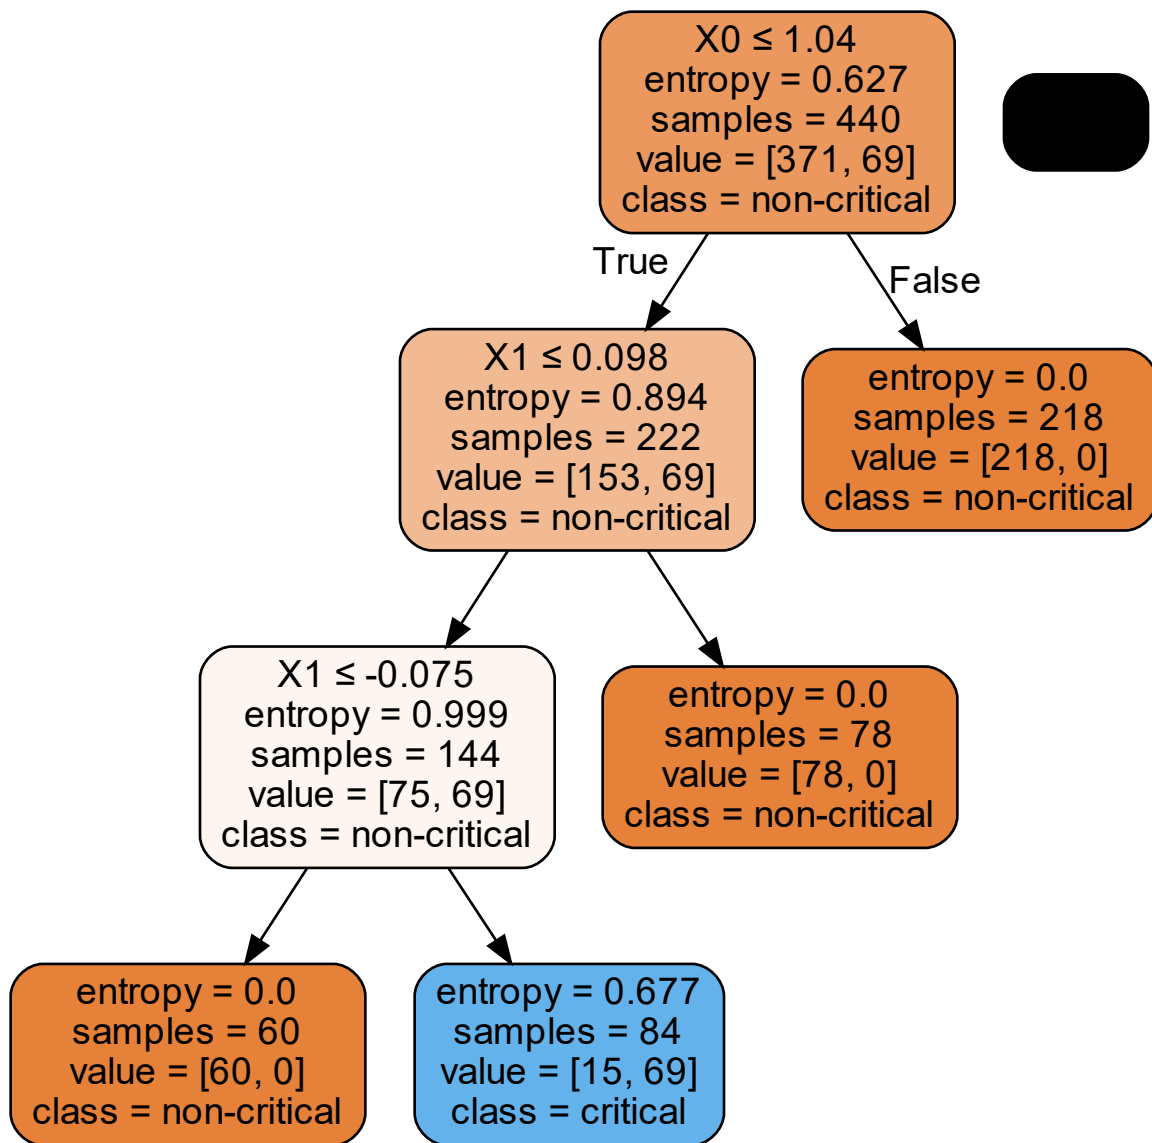 X0 ≤ 1.04
entropy = 0.627
samples = 440
value = [371, 69]
class = non-critical
True
False
X1 ≤ 0.098
entropy = 0.894
samples = 222
value = [153, 69]
class = non-critical
entropy = 0.0
samples = 218
value = [218, 0]
class = non-critical
X1 ≤ -0.075
entropy = 0.999
samples = 144
value = [75, 69]
class = non-critical
entropy = 0.0
samples = 78
value = [78, 0]
class = non-critical
entropy = 0.0
samples = 60
value = [60, 0]
class = non-critical
entropy = 0.677
samples = 84
value = [15, 69]
class = critical